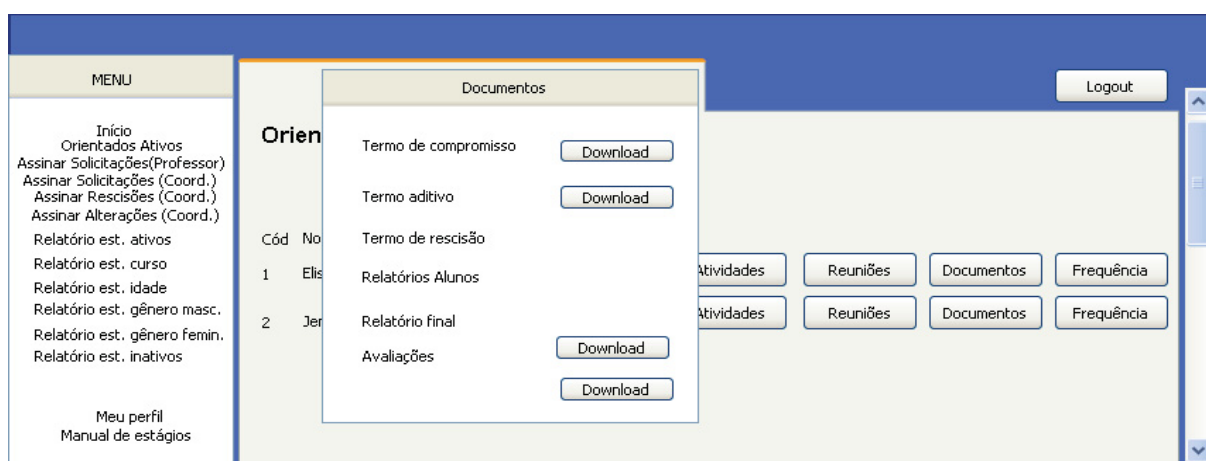 MENU
Início
Orientados Ativos
Assinar Solicitações(Professor)
Assinar Solicitações (Coord.)
Assinar Rescisões (Coord.)
Assinar Alterações (Coord.)
Relatório est. ativos
Relatório est. curso
Relatório est. idade
Relatório est. gênero masc.
Relatório est. gênero femin.
Relatório est. inativos
Meu perfil
Manual de estágios
Logout
Orien
Cód No
1 Elis Atividades Reuniões Documentos Frequência
2 Jer Atividades Reuniões Documentos Frequência
Documentos
Termo de compromisso Download
Termo aditivo Download
Termo de rescisão
Relatórios Alunos
Relatório final
Avaliações Download
Download